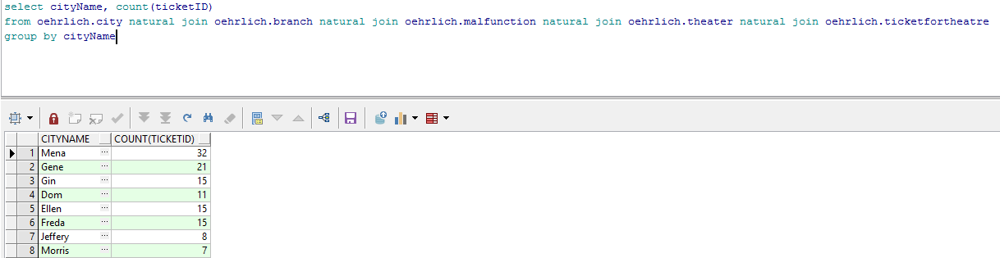 select cityName, count(ticketID)
from oehrlich.city natural join oehrlich.branch natural join oehrlich.malfunction natural join oehrlich.theater natural join oehrlich.ticketfortheatre
group by cityName
CITYNAME COUNT(TICKETID)
1 Mena ... 32
2 Gene ... 21
3 Gin ... 15
4 Dom ... 11
5 Ellen ... 15
6 Freda ... 15
7 Jeffery ... 8
8 Morris ... 7